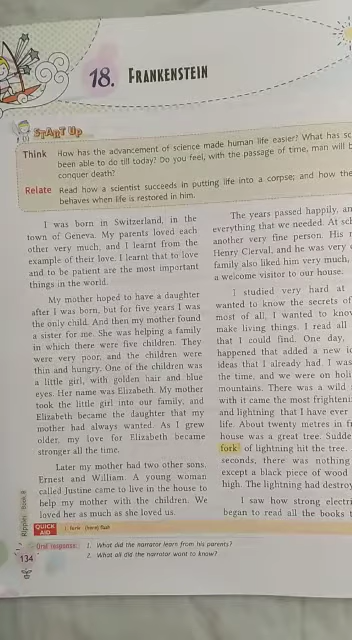 18. FRANKENSTEIN
START UP
Think How has the advancement of science made human life easier? What has
been able to do till today? Do you feel, with the passage of time, man will
conquer death?
Relate Read how a scientist succeeds in putting life into a corpse; and how the
behaves when life is restored in him.
I was born in Switzerland, in the
town of Geneva. My parents loved each
other very much, and I learnt from the
example of their love. I learnt that to love
and to be patient are the most important
things in the world.
My mother hoped to have a daughter
after I was born, but for five years I was
the only child. And then my mother found
a sister for me. She was helping a family
in which there were five children. They
were very poor, and the children were
thin and hungry. One of the children was
a little girl, with golden hair and blue
eyes. Her name was Elizabeth. My mother
took the little girl into our family, and
Elizabeth became the daughter that my
mother had always wanted. As I grew
older, my love for Elizabeth became
stronger all the time.
Later my mother had two other sons,
Ernest and William. A young woman
called Justine came to live in the house to
help my mother with the children. We
loved her as much as she loved us.
The years passed happily, an
everything that we needed. At
another very fine person. His
Henry Clerval, and he was very
family also liked him very much,
a welcome visitor to our house.
I studied very hard at
wanted to know the secrets of
most of all, I wanted to
make living things. I read all
that I could find. One day,
happened that added a new
ideas that I already had. I was
the time, and we were on
mountains. There was a wild
with it came the most
and lightning that I have ever
life. About twenty metres in
house was a great tree.
fork of lightning hit the tree.
seconds, there was nothing
except a black piece of wood
high. The lightning
I saw how strong
began to read all the books
QUICK
AID
1. fork: (here) flash
Oral response 1. What did the narrator learn from his parents?
2. What all did the narrator want to know?
134